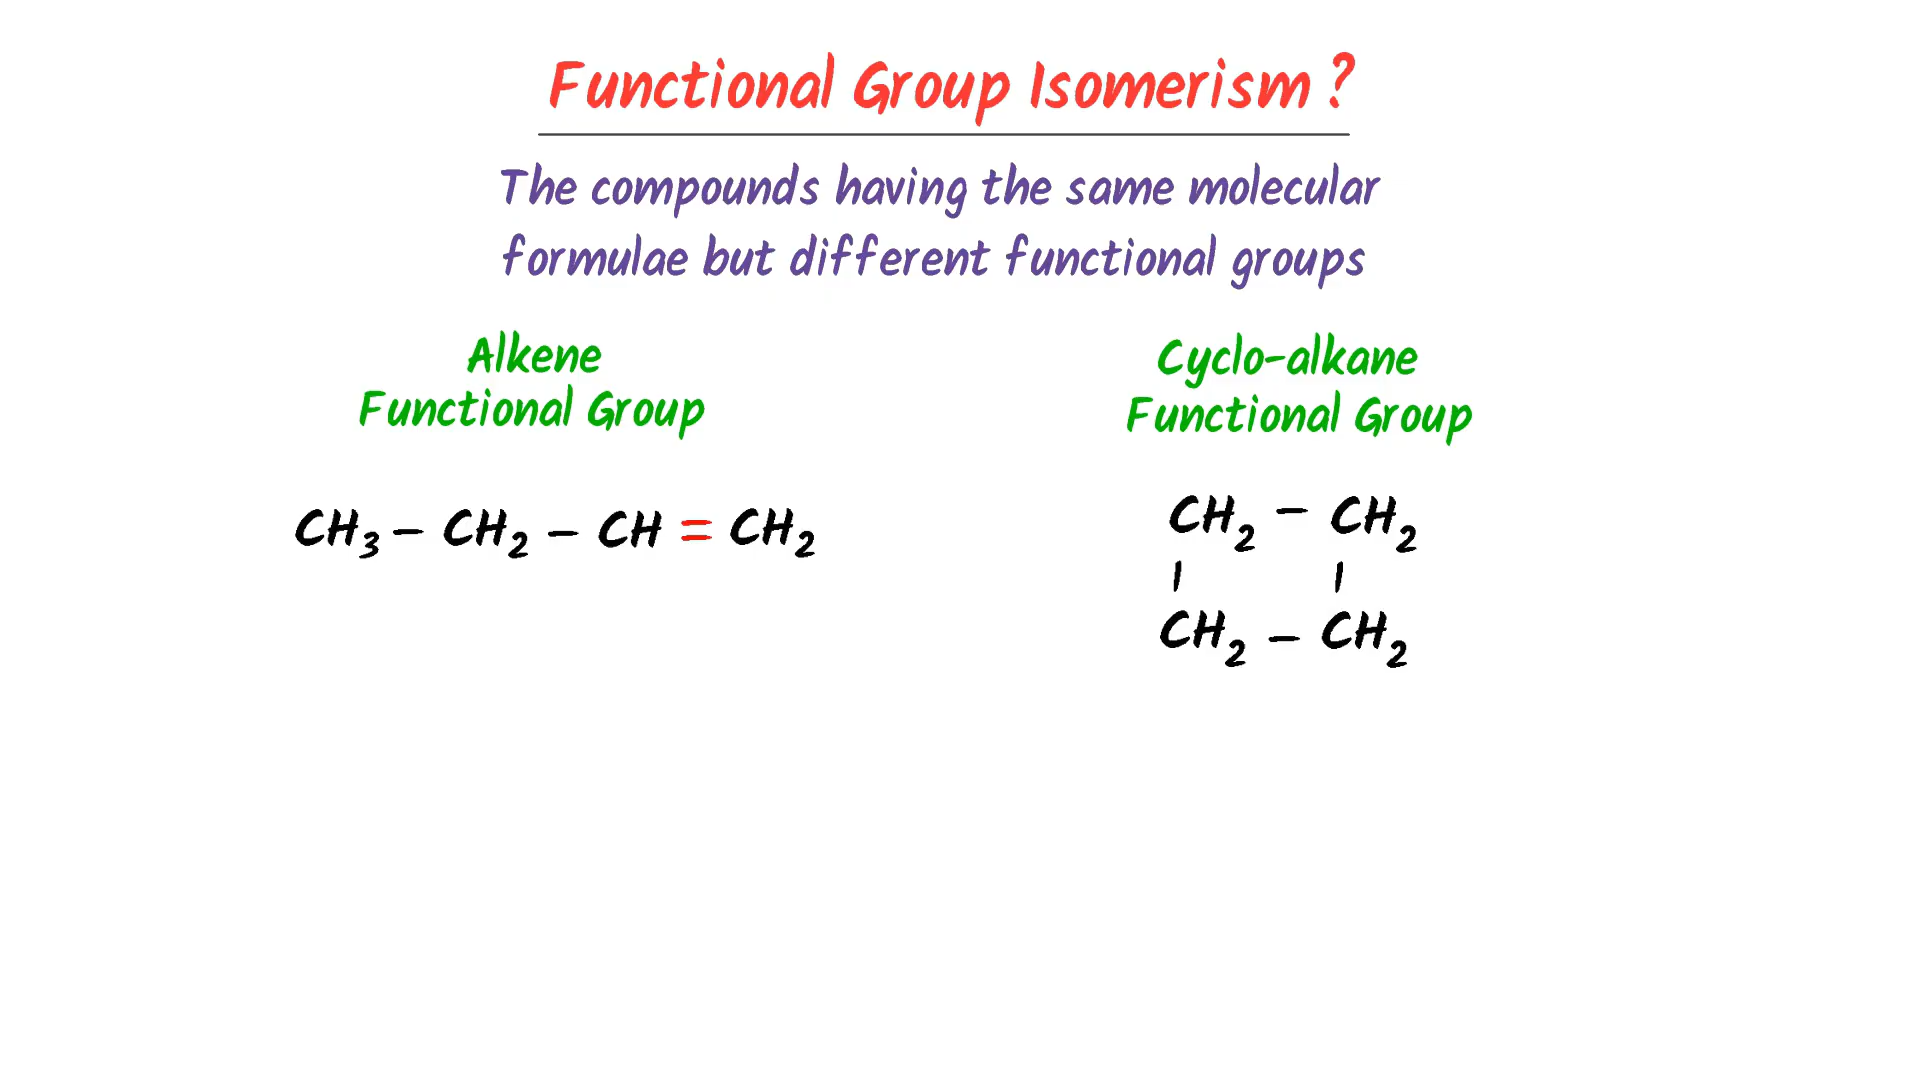 Functional Group Isomerism ?
The compounds having the same molecular
formulae but different functional groups
Alkene
Functional Group
CH₃ – CH₂ – CH = CH₂
Cyclo-alkane
Functional Group
CH₂ – CH₂
| |
CH₂ – CH₂